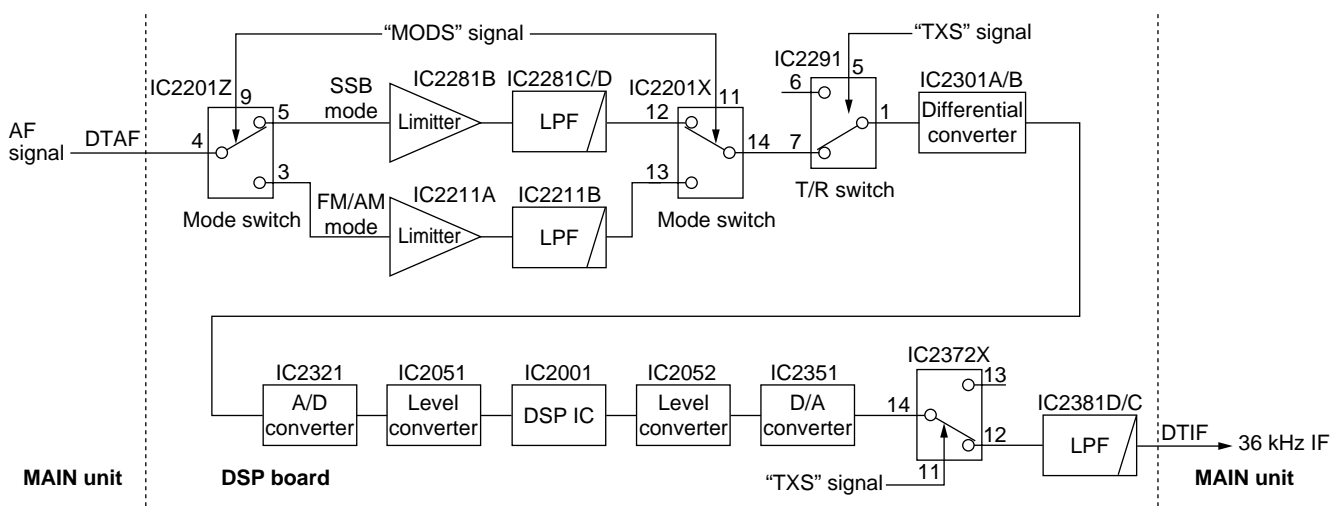 “MODS” signal
“TXS” signal
IC2201Z
9
5
SSB
mode
IC2281B
Limitter
IC2281C/D
LPF
IC2201X
11
12
14
13
IC2291
5
6
7
1
T/R switch
IC2301A/B
Differential
converter
AF
signal
DTAF
4
3
Mode switch
FM/AM
mode
IC2211A
Limitter
IC2211B
LPF
Mode switch
IC2321
A/D
converter
IC2051
Level
converter
IC2001
DSP IC
IC2052
Level
converter
IC2351
D/A
converter
IC2372X
13
14
12
11
“TXS” signal
IC2381D/C
LPF
DTIF
36 kHz IF
MAIN unit
DSP board
MAIN unit